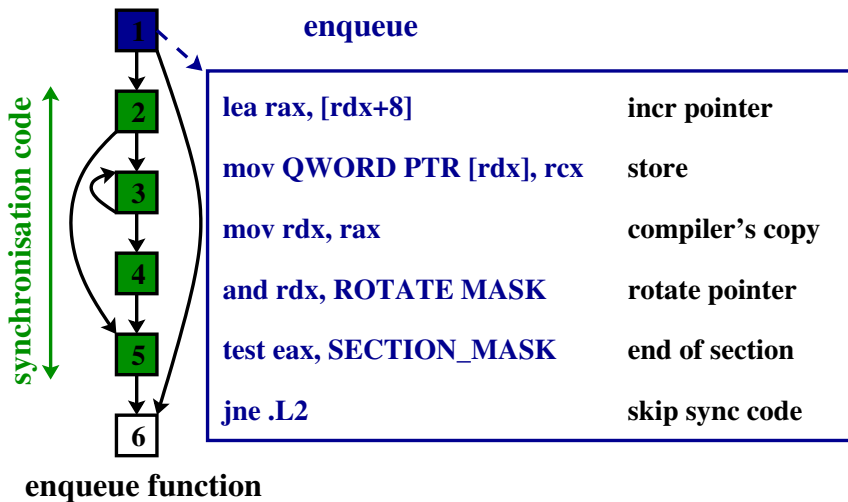 enqueue
1
2
3
4
5
6
synchronisation code
lea rax, [rdx+8] incr pointer
mov QWORD PTR [rdx], rcx store
mov rdx, rax compiler's copy
and rdx, ROTATE MASK rotate pointer
test eax, SECTION_MASK end of section
jne .L2 skip sync code
enqueue function